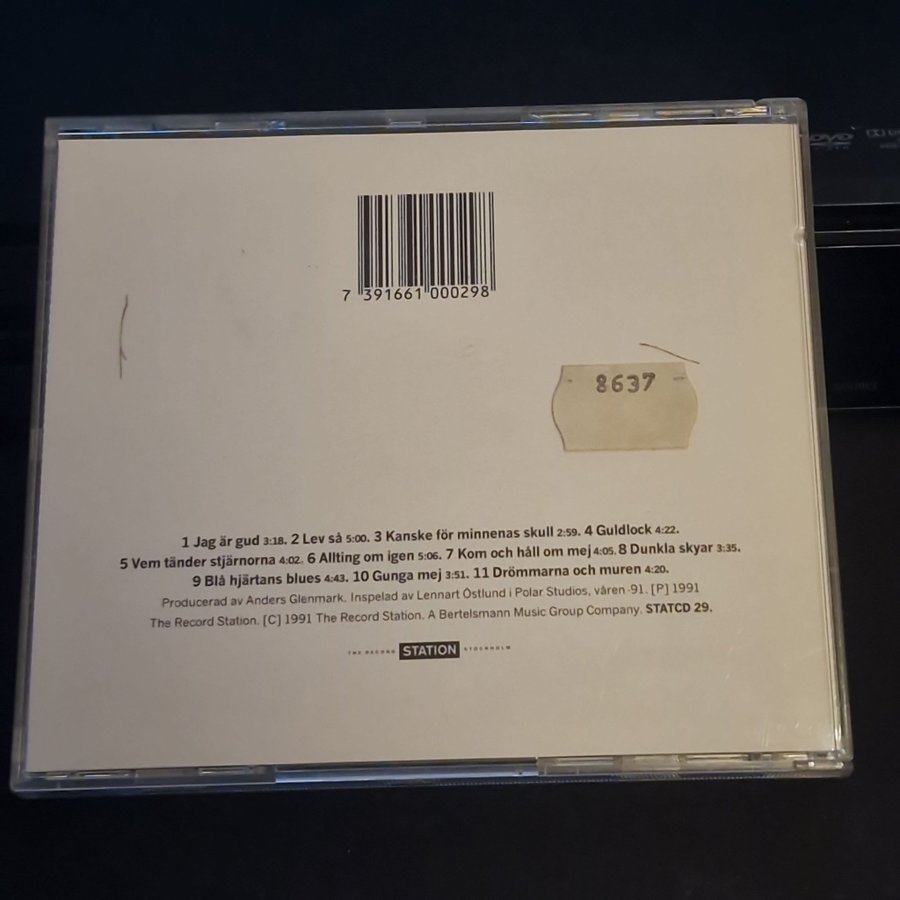 DVD
7 391661 000298
8637
1 Jag är gud 3:18. 2 Lev så 5:00. 3 Kanske för minnenas skull 2:59. 4 Guldlock 4:22.
5 Vem tänder stjärnorna 4:02. 6 Allting om igen 5:06. 7 Kom och håll om mej 4:05. 8 Dunkla skyar 3:35.
9 Blå hjärtans blues 4:43. 10 Gunga mej 3:51. 11 Drömmarna och muren 4:20.
Producerad av Anders Glenmark. Inspelad av Lennart Östlund i Polar Studios, våren -91. [P] 1991
The Record Station. [C] 1991 The Record Station. A Bertelsmann Music Group Company. STATCD 29.
THE RECORD STATION STOCKHOLM